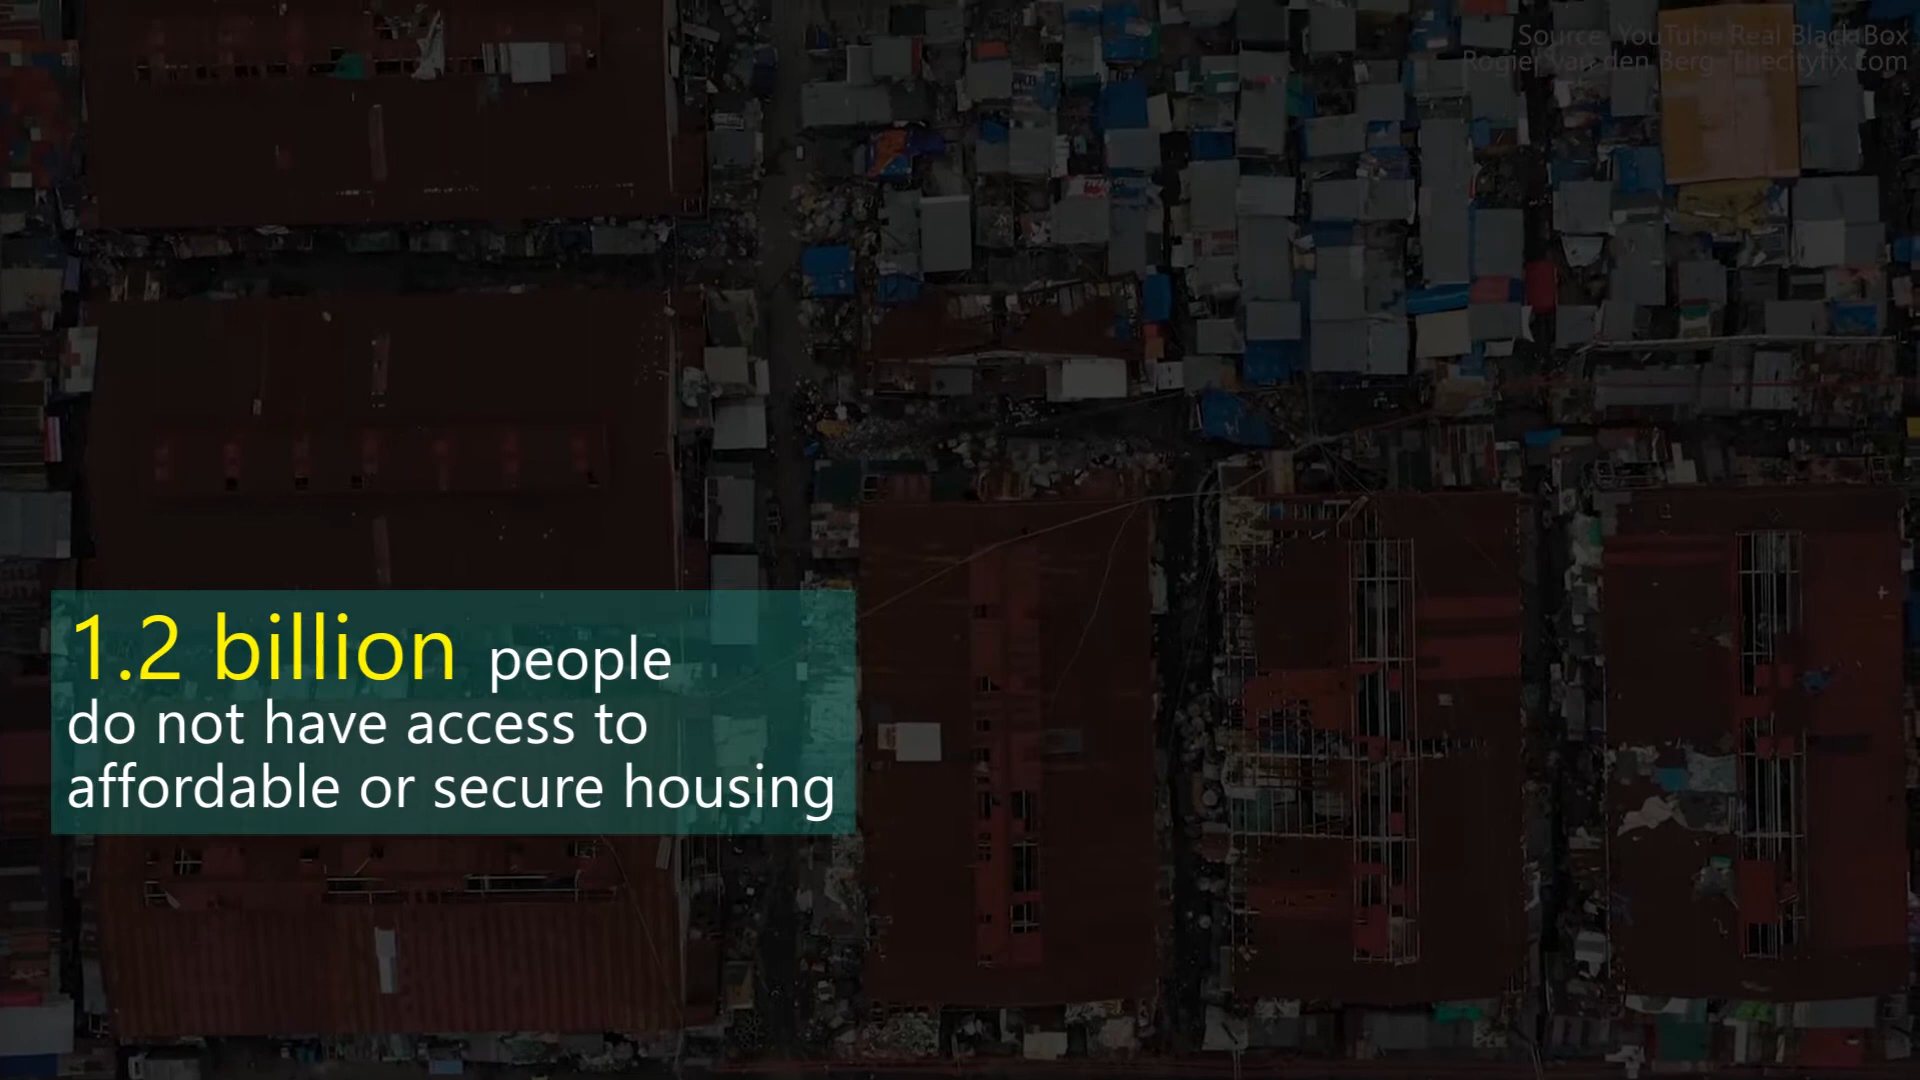 Source: YouTube Real Black Box
Rogier van den Berg Thecityfix.com
1.2 billion people
do not have access to
affordable or secure housing